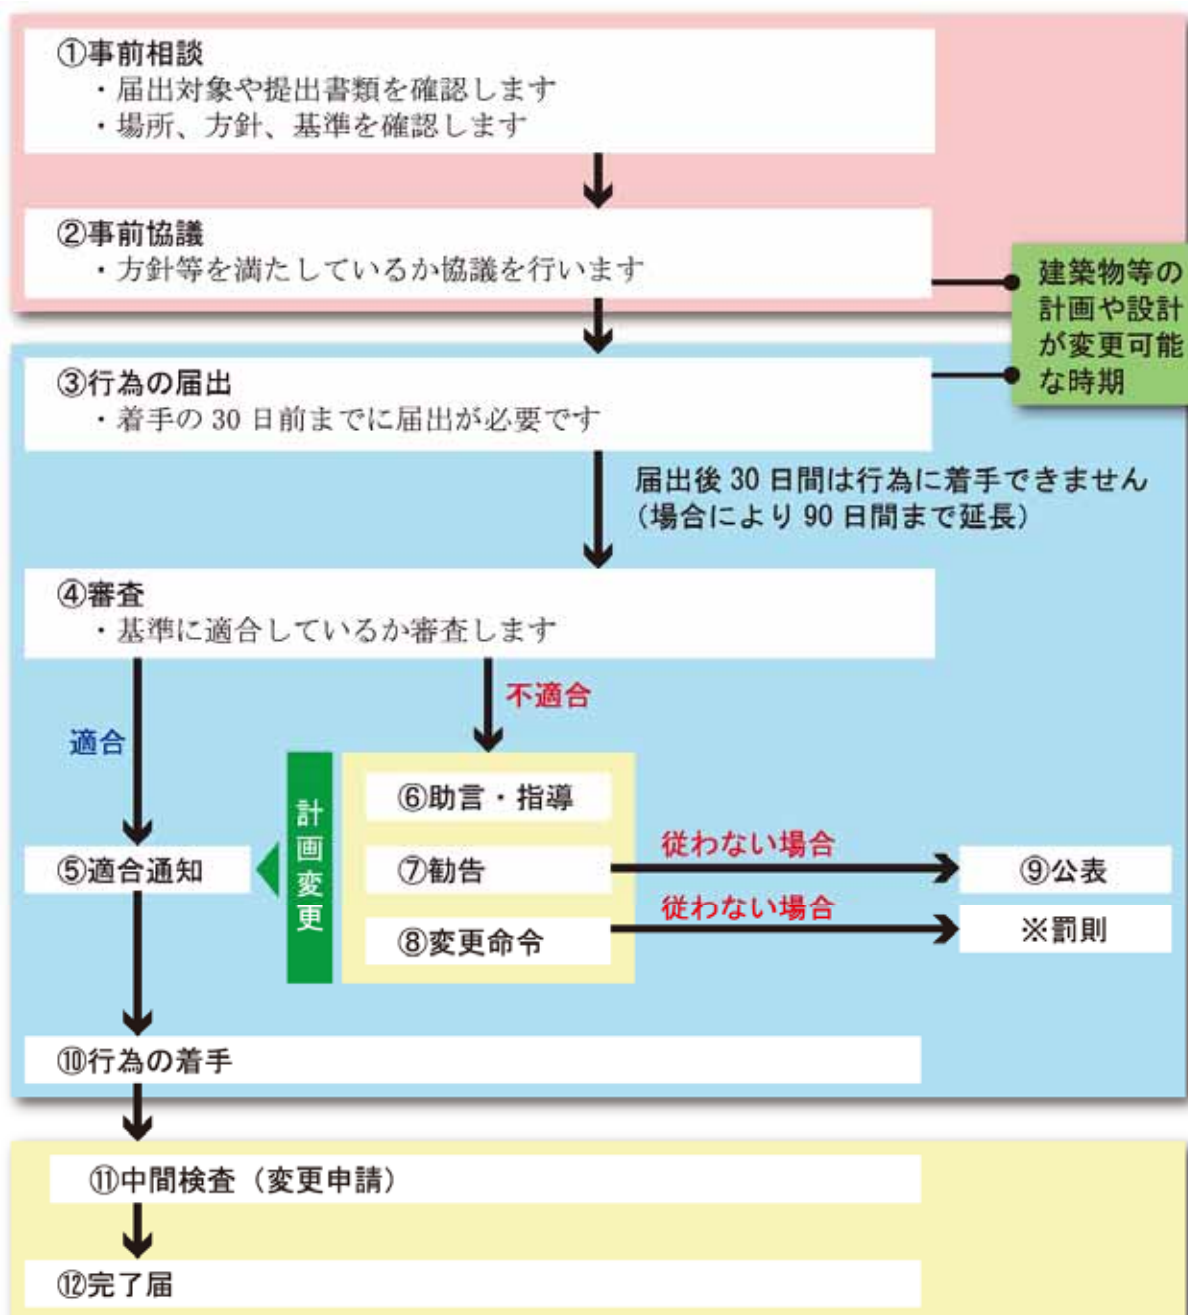 ①事前相談
・届出対象や提出書類を確認します
・場所、方針、基準を確認します
②事前協議
・方針等を満たしているか協議を行います
建築物等の
計画や設計
が変更可能
な時期
③行為の届出
・着手の 30 日前までに届出が必要です
届出後 30 日間は行為に着手できません
（場合により 90 日間まで延長）
④審査
・基準に適合しているか審査します
不適合
適合
計画変更
⑥助言・指導
従わない場合
⑤適合通知
⑦勧告
⑨公表
従わない場合
⑧変更命令
※罰則
⑩行為の着手
⑪中間検査（変更申請）
⑫完了届